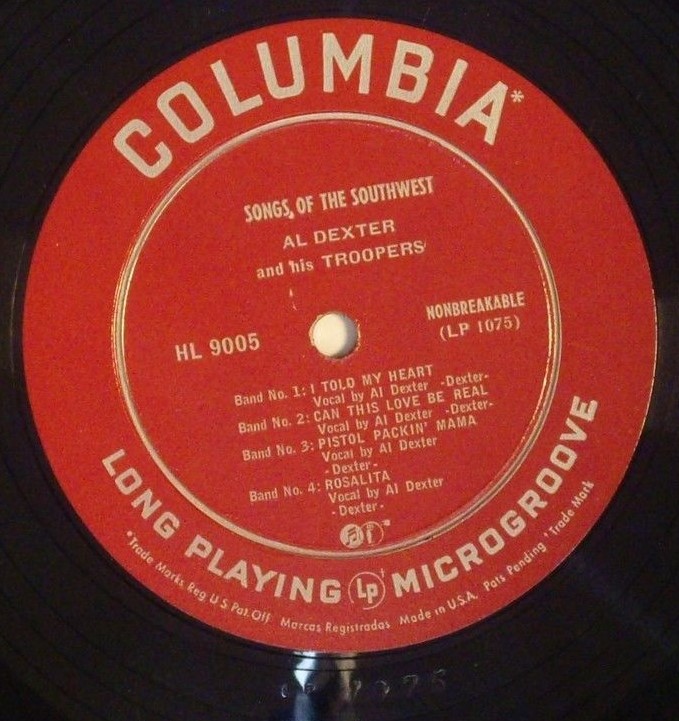 COLUMBIA*
SONGS OF THE SOUTHWEST
AL DEXTER
and his TROOPERS
NONBREAKABLE
(LP 1075)
HL 9005
Band No. 1: I TOLD MY HEART
Vocal by Al Dexter -Dexter-
Band No. 2: CAN THIS LOVE BE REAL
Vocal by Al Dexter -Dexter-
Band No. 3: PISTOL PACKIN' MAMA
Vocal by Al Dexter
-Dexter-
Band No. 4: ROSALITA
Vocal by Al Dexter
-Dexter-
LONG PLAYING Lp MICROGROOVE
*Trade Marks Reg U S Pat. Off Marcas Registradas Made in U.S.A. Pats Pending 'Trade Mark